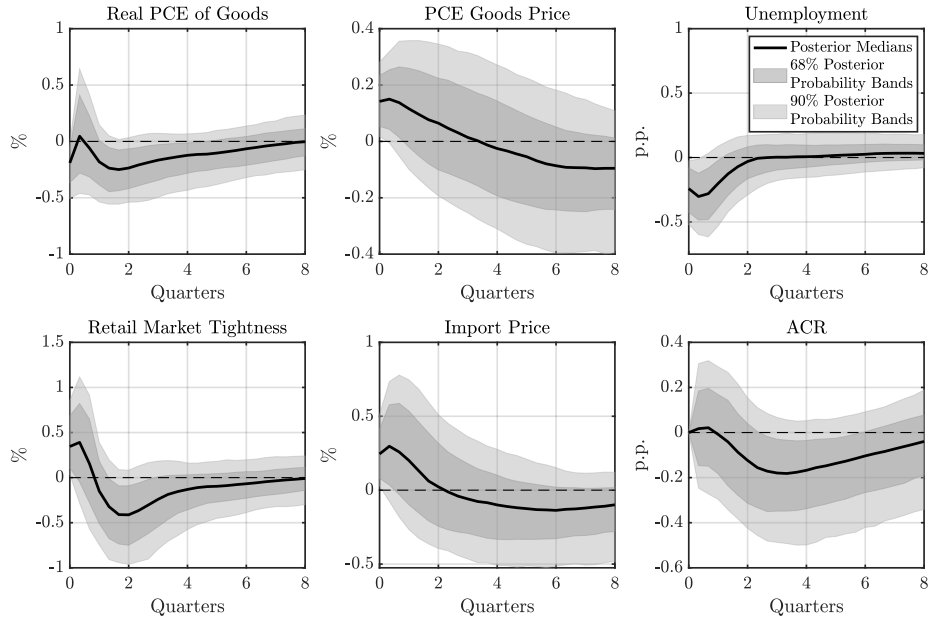 Real PCE of Goods
1
0.5
0
-0.5
-1
%
0 2 4 6 8
Quarters
PCE Goods Price
0.4
0.2
0
0.2
0.4
%
0 2 4 6 8
Quarters
Unemployment
1
0.5
0
-0.5
p.p.
Posterior Medians
68% Posterior
Probability Bands
90% Posterior
Probability Bands
0 2 4 6 8
Quarters
Retail Market Tightness
1.5
1
0.5
0
-0.5
-1
%
0 2 4 6 8
Quarters
Import Price
1
0.5
0
-0.5
%
0 2 4 6 8
Quarters
ACR
0.4
0.2
0
-0.2
-0.4
-0.6
p.p.
0 2 4 6 8
Quarters